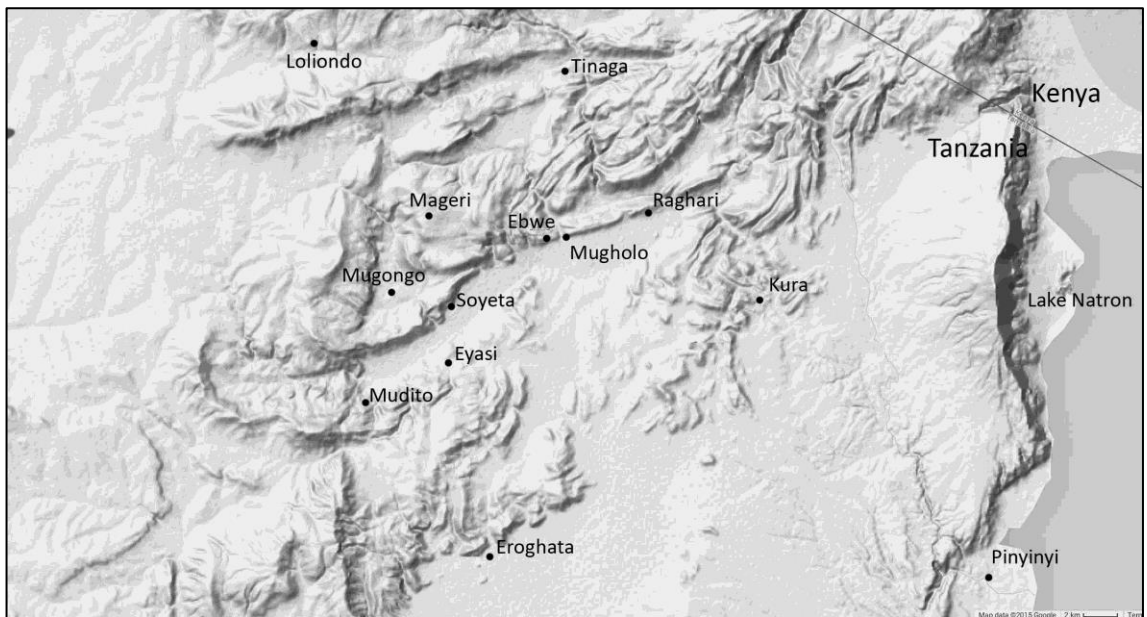 Loliondo
Tinaga
Kenya
Tanzania
Mageri
Raghari
Ebwe
Mugholo
Mugongo
Soyeta
Kura
Lake Natron
Eyasi
Mudito
Eroghata
Pinyinyi
Map data ©2015 Google 2 km Terr